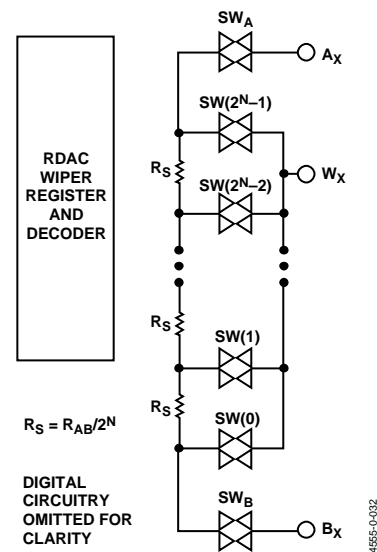 SWA
AX
SW(2N–1)
RDAC
WIPER
REGISTER
AND
DECODER
RS
WX
SW(2N–2)
RS
SW(1)
RS
RS = RAB/2N
SW(0)
DIGITAL
CIRCUITRY
OMITTED FOR
CLARITY
SWB
BX
4555-0-032